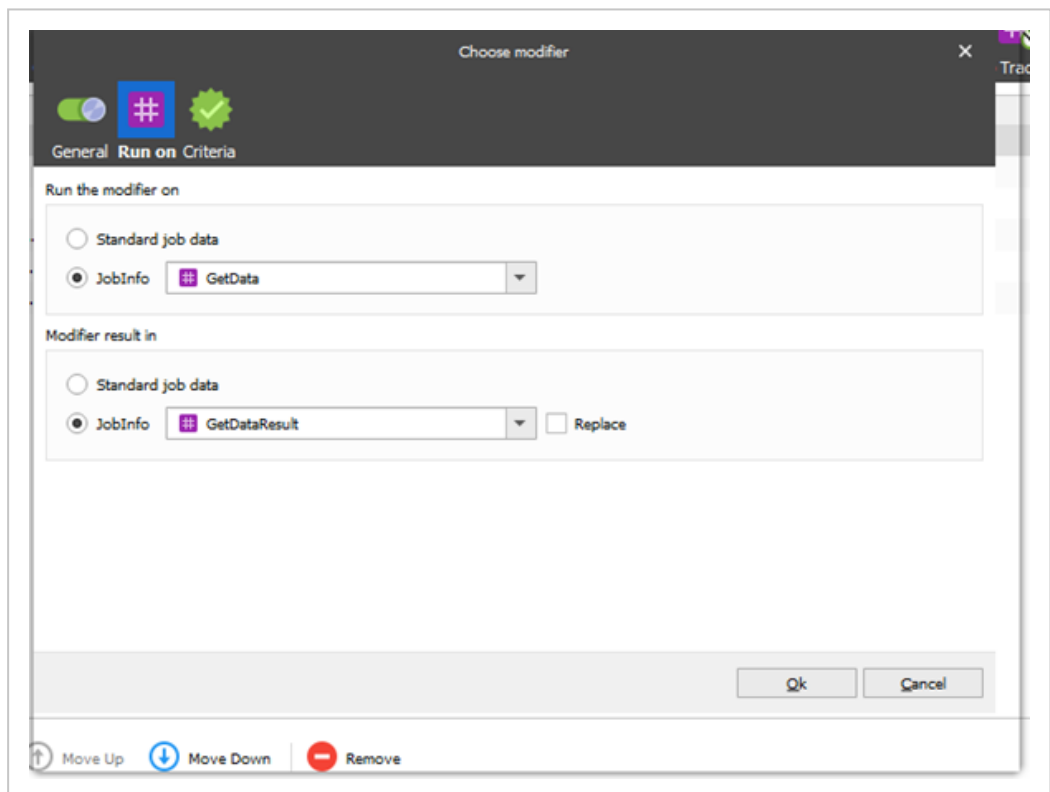 Choose modifier
Trac
General Run on Criteria
Run the modifier on
Standard job data
JobInfo GetData
Modifier result in
Standard job data
JobInfo GetDataResult Replace
Ok Cancel
Move Up Move Down Remove